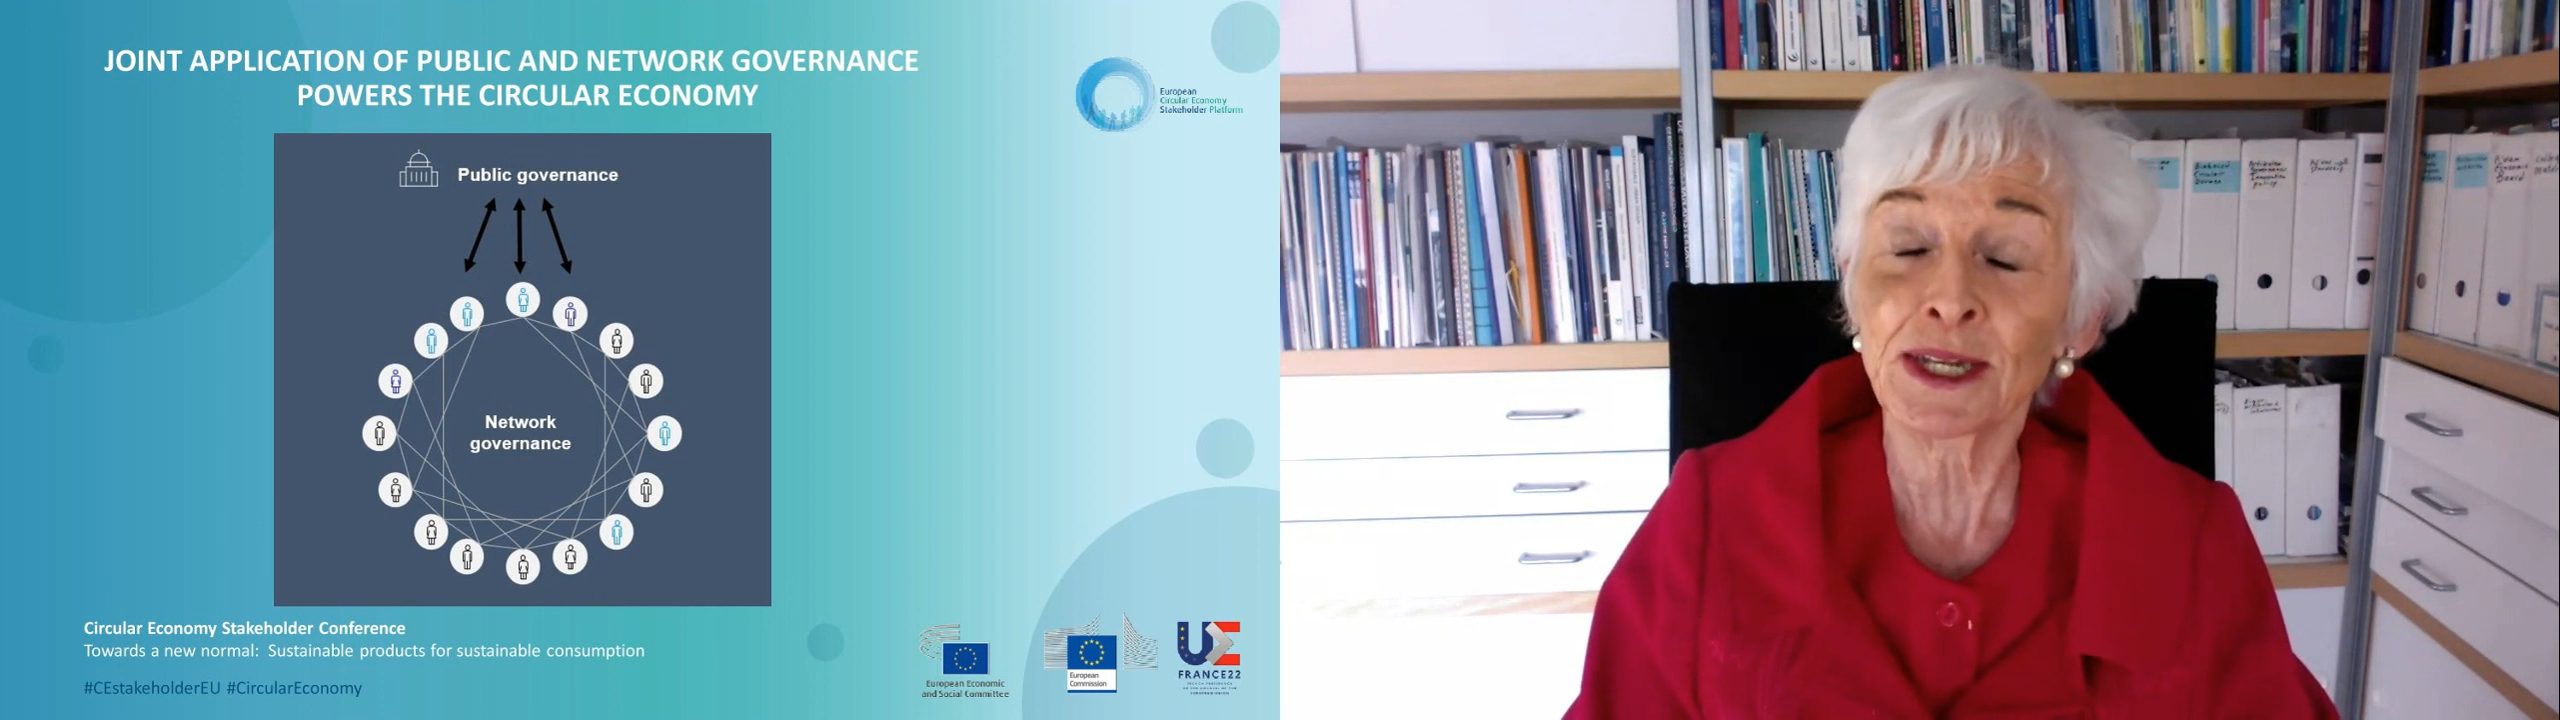 JOINT APPLICATION OF PUBLIC AND NETWORK GOVERNANCE
POWERS THE CIRCULAR ECONOMY
European
Circular Economy
Stakeholder Platform
Public governance
Network
governance
Circular Economy Stakeholder Conference
Towards a new normal: Sustainable products for sustainable consumption
#CEstakeholderEU #CircularEconomy
European Economic
and Social Committee
European
Commission
UE
FRANCE22